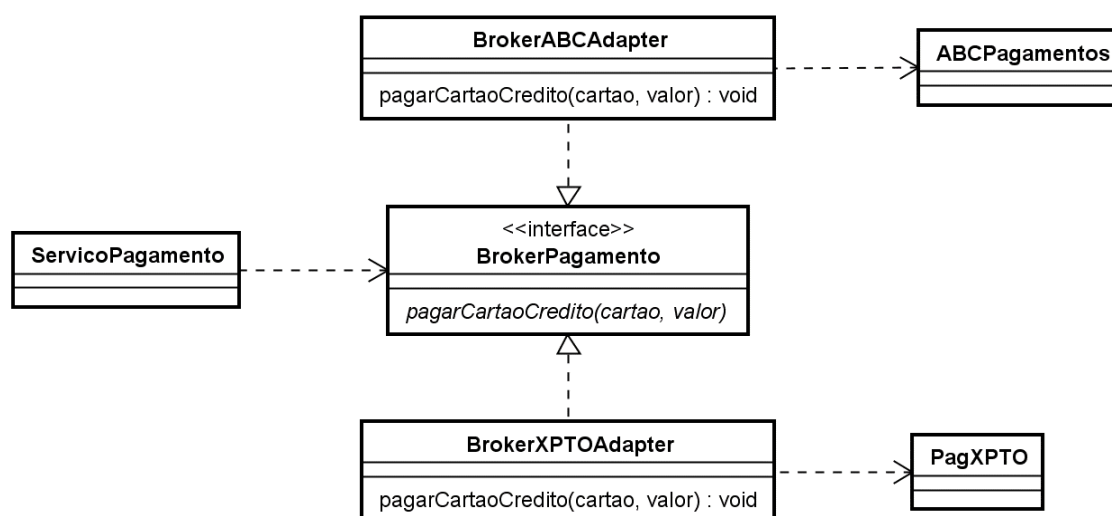 BrokerABCAdapter
pagarCartaoCredito(cartao, valor) : void
ABCPagamentos
ServicoPagamento
<<interface>>
BrokerPagamento
pagarCartaoCredito(cartao, valor)
BrokerXPTOAdapter
pagarCartaoCredito(cartao, valor) : void
PagXPTO